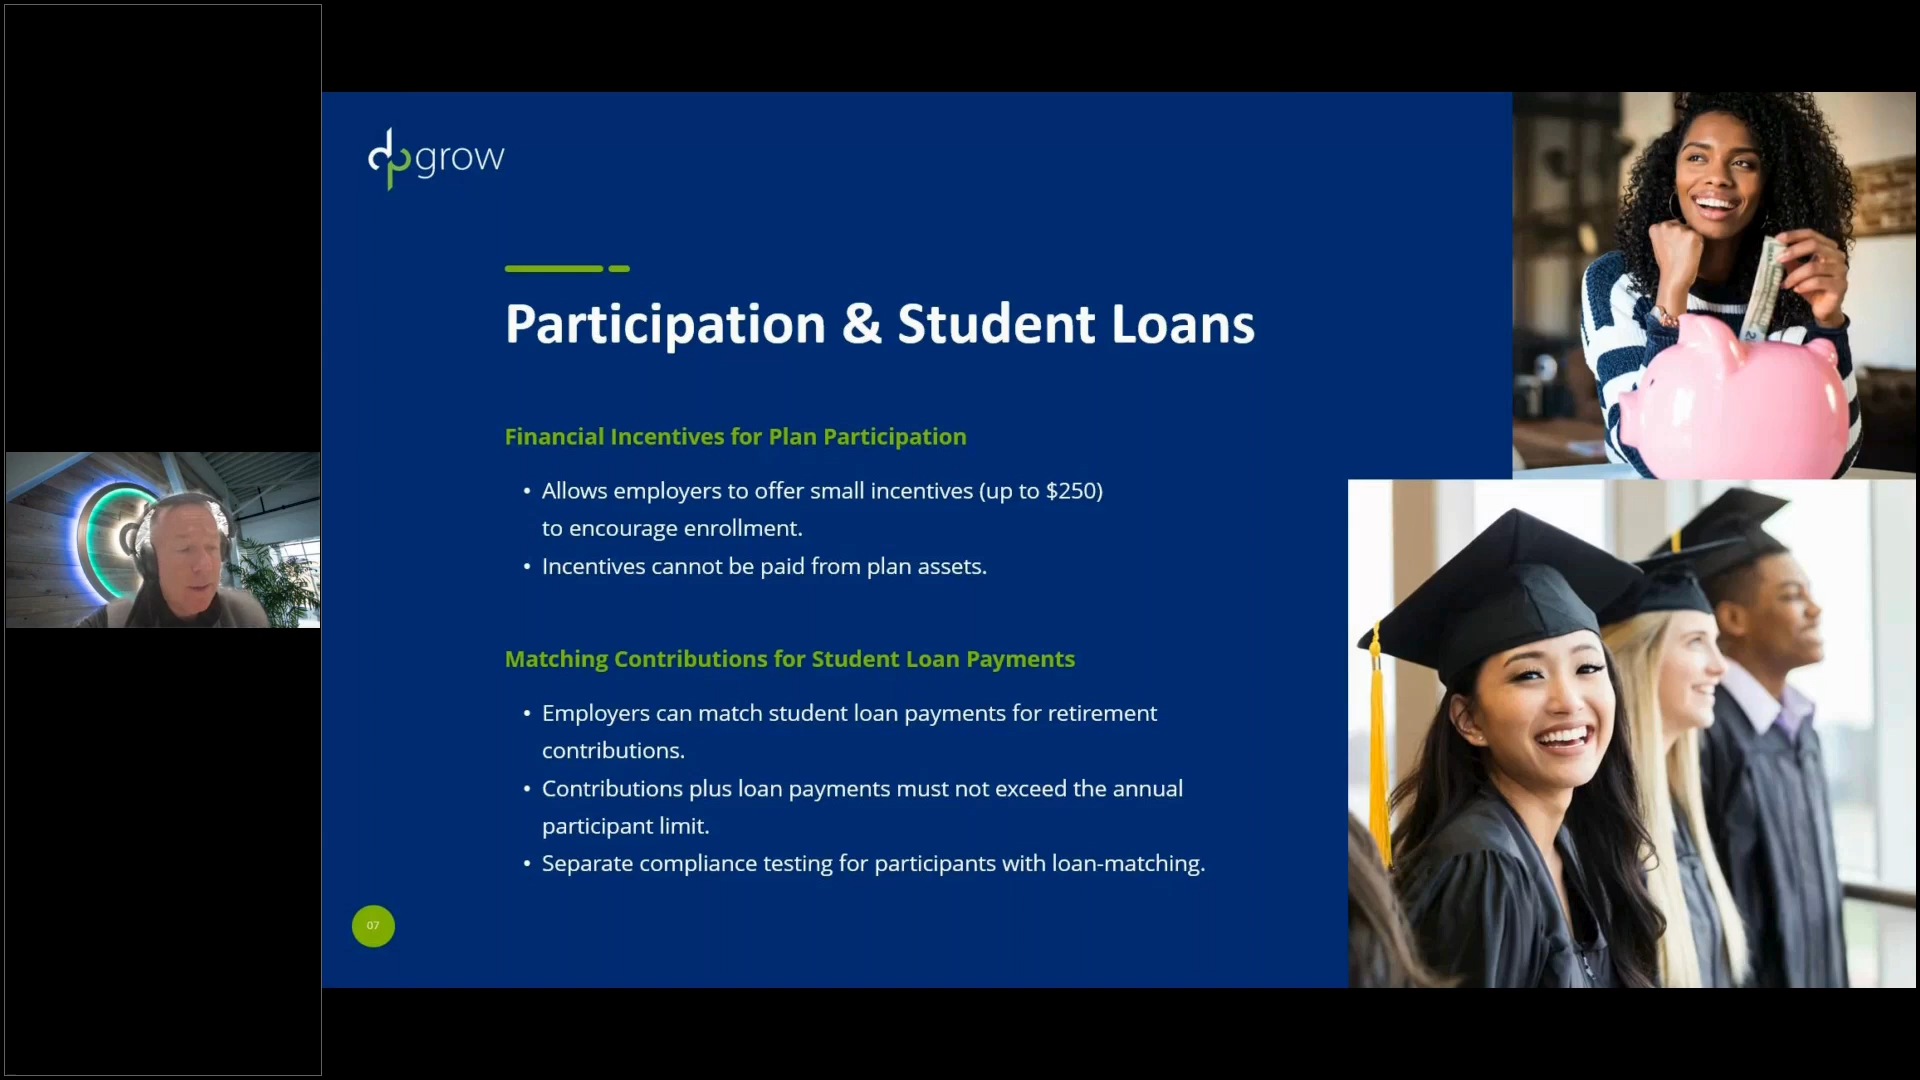 dpgrow
Participation & Student Loans
Financial Incentives for Plan Participation
• Allows employers to offer small incentives (up to $250)
to encourage enrollment.
• Incentives cannot be paid from plan assets.
Matching Contributions for Student Loan Payments
• Employers can match student loan payments for retirement
contributions.
• Contributions plus loan payments must not exceed the annual
participant limit.
• Separate compliance testing for participants with loan-matching.
07